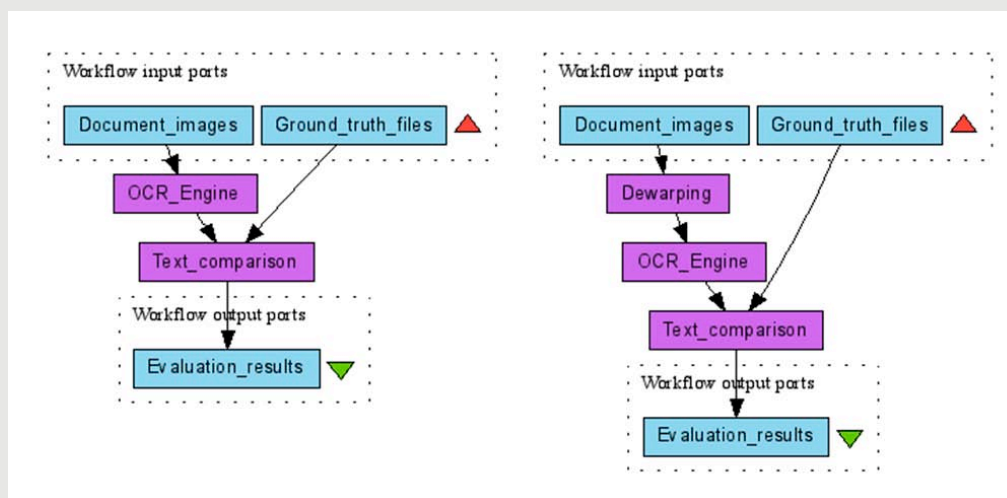 Workflow input ports
Document_images
Ground_truth_files
OCR_Engine
Text_comparison
Workflow output ports
Evaluation_results
Workflow input ports
Document_images
Ground_truth_files
Dewarping
OCR_Engine
Text_comparison
Workflow output ports
Evaluation_results